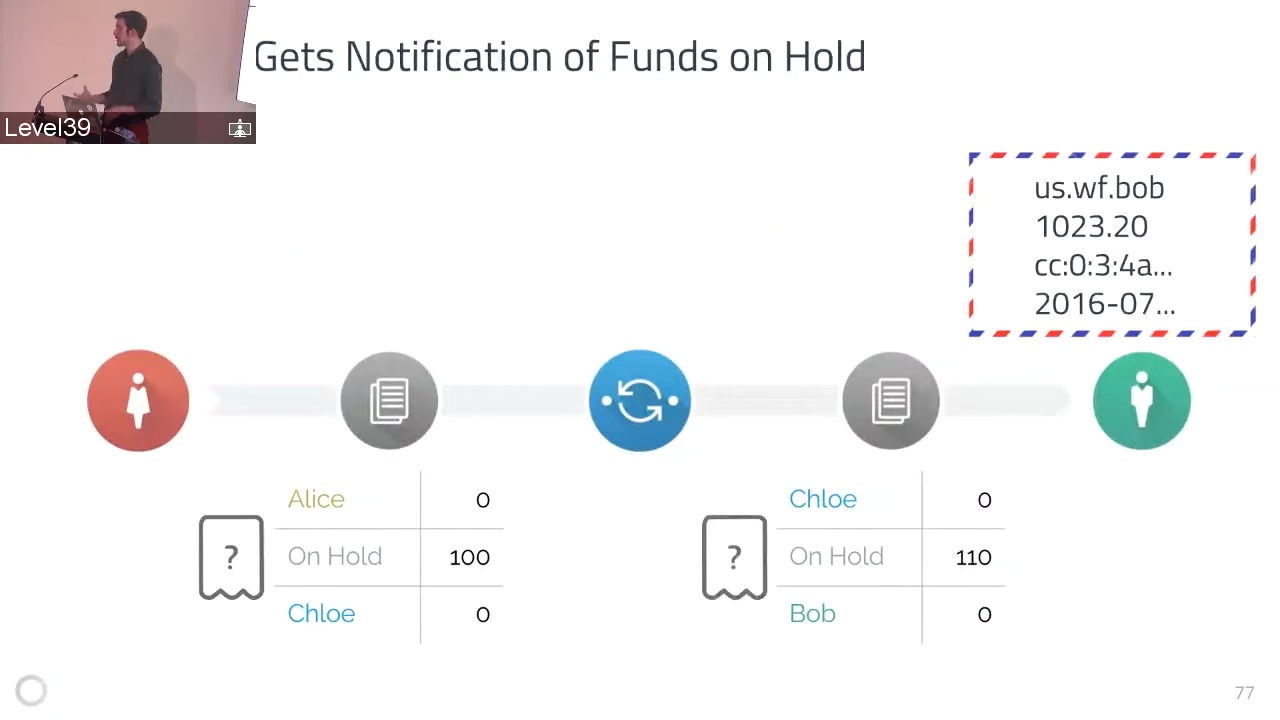 Gets Notification of Funds on Hold
Level39
us.wf.bob
1023.20
cc:0:3:4a...
2016-07...
Alice 0
? On Hold 100
Chloe 0
Chloe 0
? On Hold 110
Bob 0
77